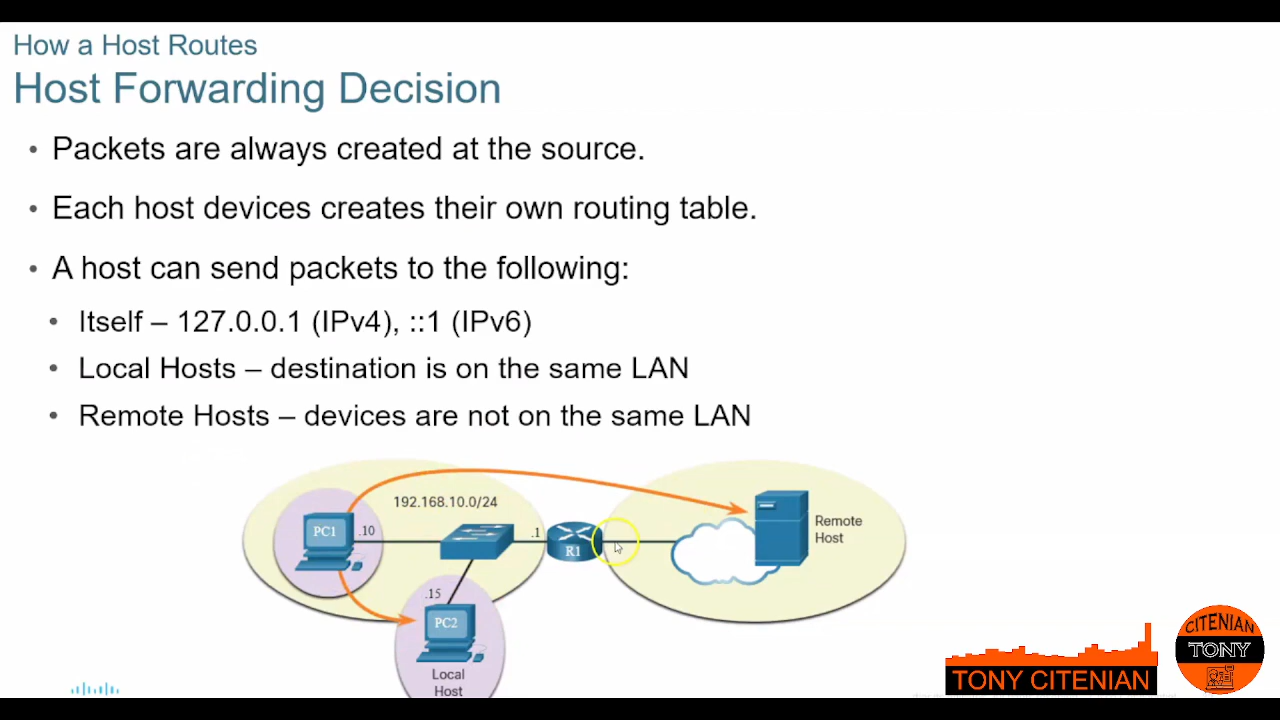 How a Host Routes
Host Forwarding Decision
• Packets are always created at the source.
• Each host devices creates their own routing table.
• A host can send packets to the following:
• Itself – 127.0.0.1 (IPv4), ::1 (IPv6)
• Local Hosts – destination is on the same LAN
• Remote Hosts – devices are not on the same LAN
192.168.10.0/24
PC1
.10
.1
R1
Remote
Host
.15
PC2
Local
Host
TONY CITENIAN
CITENIAN
TONY